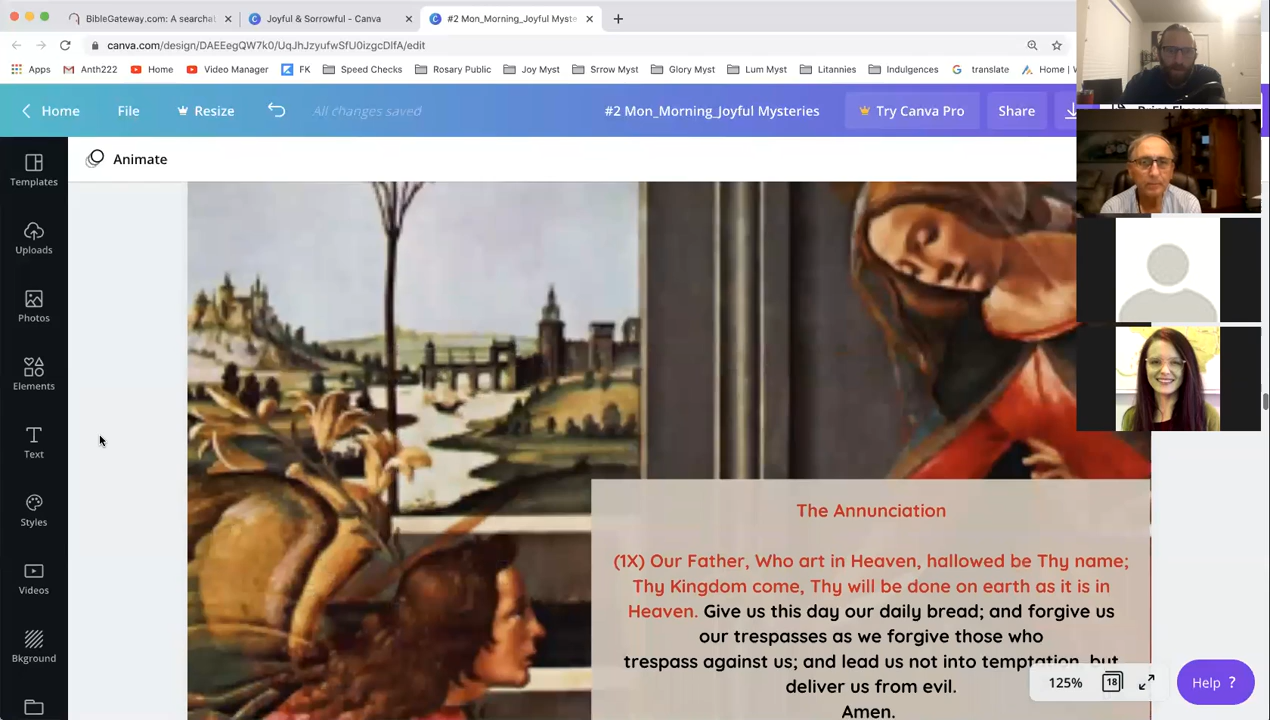 BibleGateway.com: A searchab
Joyful & Sorrowful - Canva
#2 Mon_Morning_Joyful Myste
canva.com/design/DAEEegQW7k0/UqJhJzyufwSfU0izgcDlfA/edit
Apps
Anth222
Home
Video Manager
FK
Speed Checks
Rosary Public
Joy Myst
Srrow Myst
Glory Myst
Lum Myst
Litannies
Indulgences
translate
Home | W
Home
File
Resize
All changes saved
#2 Mon_Morning_Joyful Mysteries
Try Canva Pro
Share
Animate
Templates
Uploads
Photos
Elements
Text
Styles
Videos
Bkground
The Annunciation
(1X) Our Father, Who art in Heaven, hallowed be Thy name;
Thy Kingdom come, Thy will be done on earth as it is in
Heaven. Give us this day our daily bread; and forgive us
our trespasses as we forgive those who
trespass against us; and lead us not into temptation, but
deliver us from evil.
Amen.
125%
18
Help ?